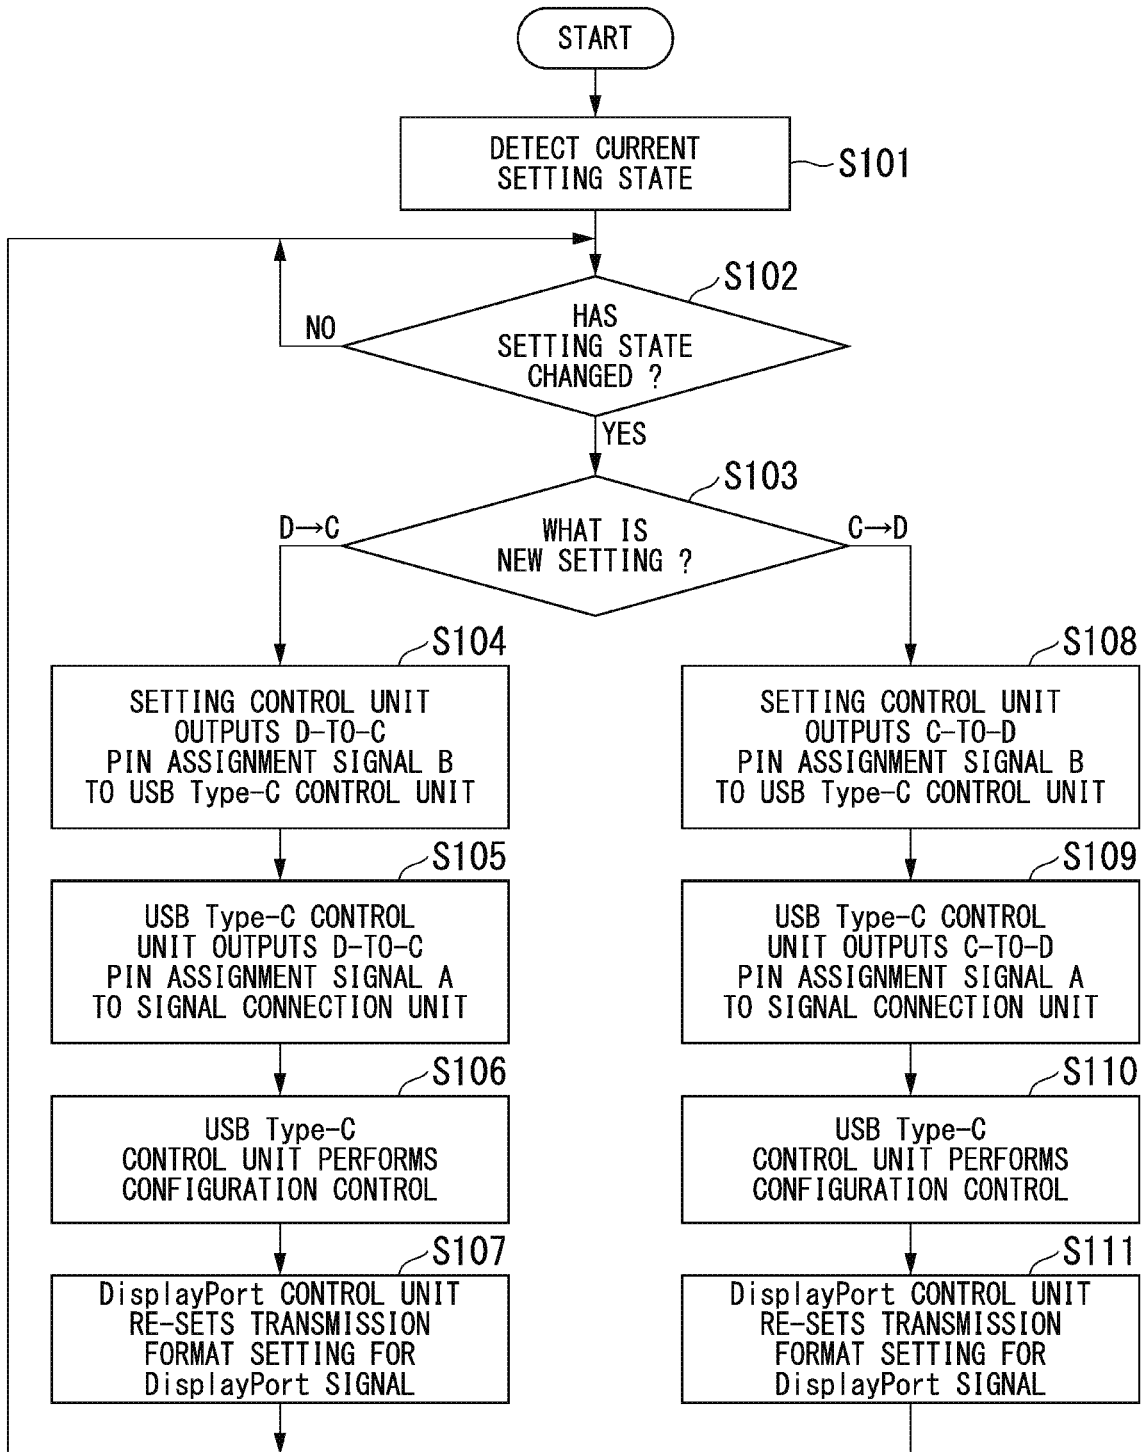 START
DETECT CURRENT
SETTING STATE
S101
S102
HAS
SETTING STATE
CHANGED ?
NO
YES
S103
WHAT IS
NEW SETTING ?
D→C
C→D
S104
SETTING CONTROL UNIT
OUTPUTS D-TO-C
PIN ASSIGNMENT SIGNAL B
TO USB Type-C CONTROL UNIT
S105
USB Type-C CONTROL
UNIT OUTPUTS D-TO-C
PIN ASSIGNMENT SIGNAL A
TO SIGNAL CONNECTION UNIT
S106
USB Type-C
CONTROL UNIT PERFORMS
CONFIGURATION CONTROL
S107
DisplayPort CONTROL UNIT
RE-SETS TRANSMISSION
FORMAT SETTING FOR
DisplayPort SIGNAL
S108
SETTING CONTROL UNIT
OUTPUTS C-TO-D
PIN ASSIGNMENT SIGNAL B
TO USB Type-C CONTROL UNIT
S109
USB Type-C CONTROL
UNIT OUTPUTS C-TO-D
PIN ASSIGNMENT SIGNAL A
TO SIGNAL CONNECTION UNIT
S110
USB Type-C
CONTROL UNIT PERFORMS
CONFIGURATION CONTROL
S111
DisplayPort CONTROL UNIT
RE-SETS TRANSMISSION
FORMAT SETTING FOR
DisplayPort SIGNAL